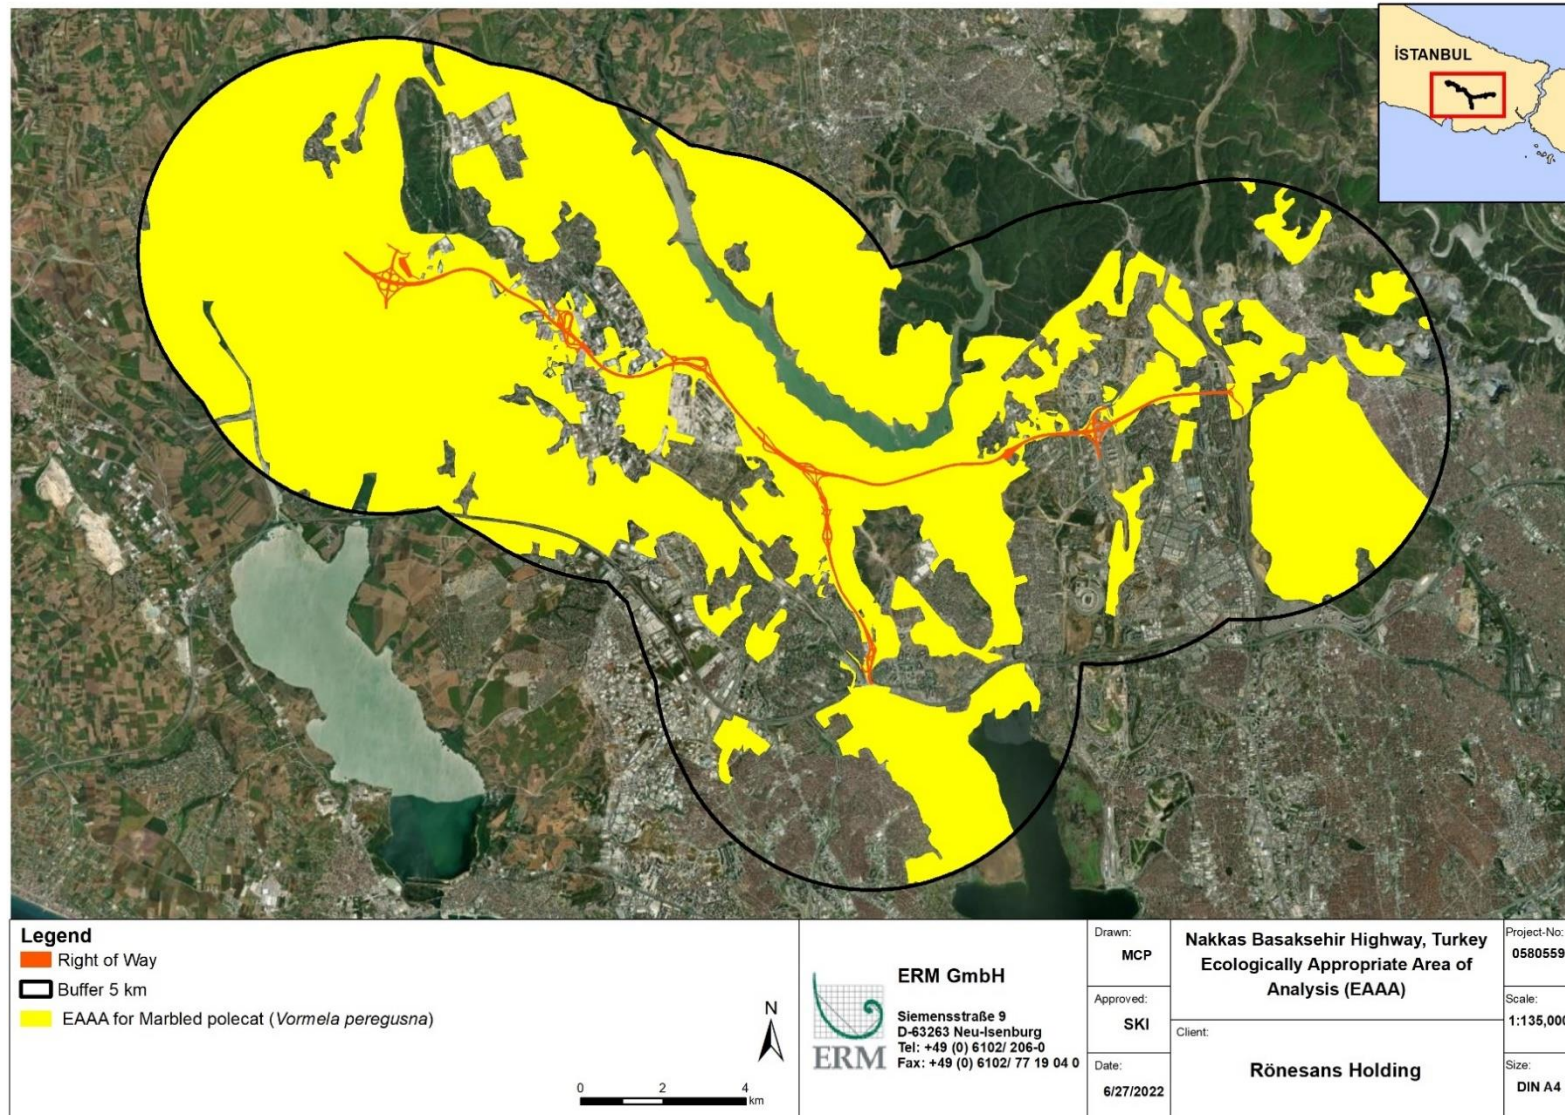 İSTANBUL
Legend
Right of Way
Buffer 5 km
EAAA for Marbled polecat (Vormela peregusna)
N
0 2 4
km
ERM
ERM GmbH
Siemensstraße 9
D-63263 Neu-Isenburg
Tel: +49 (0) 6102/ 206-0
Fax: +49 (0) 6102/ 77 19 04 0
Drawn:
MCP
Approved:
SKI
Date:
6/27/2022
Nakkas Basaksehir Highway, Turkey
Ecologically Appropriate Area of
Analysis (EAAA)
Client:
Rönesans Holding
Project-No:
0580559
Scale:
1:135,000
Size:
DIN A4